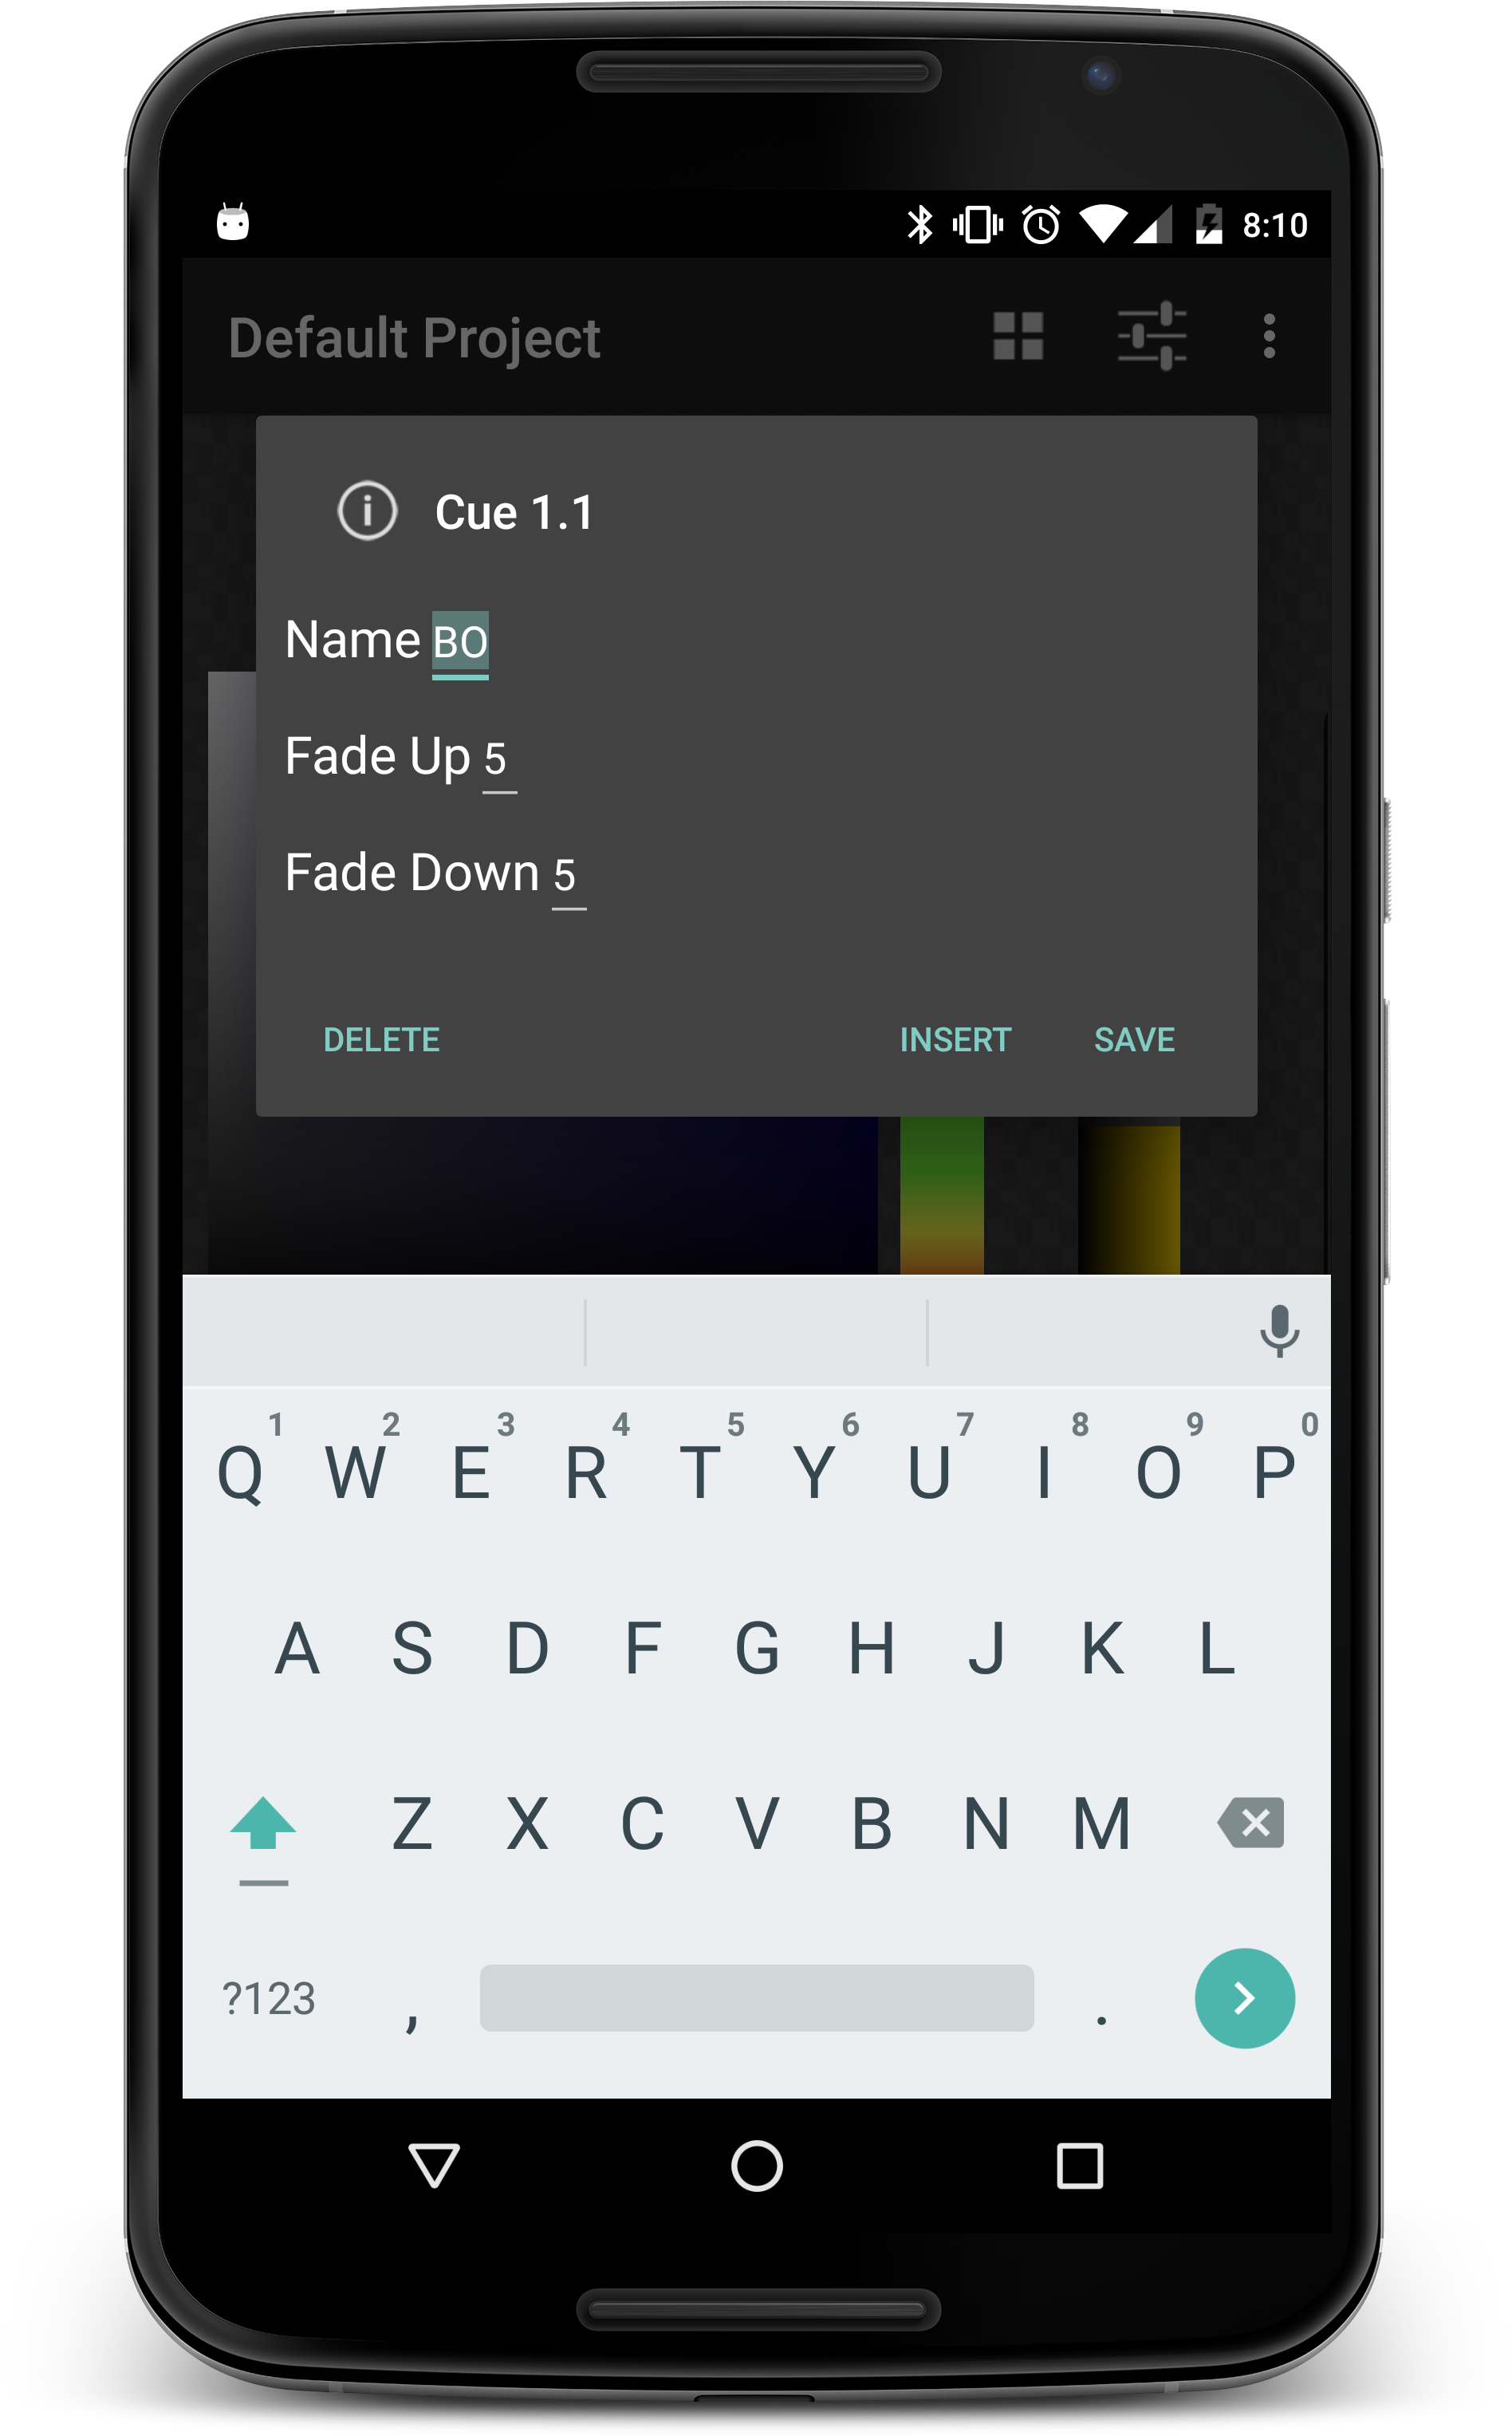 8:10
Default Project
Cue 1.1
Name BO
Fade Up 5
Fade Down 5
DELETE INSERT SAVE
1 2 3 4 5 6 7 8 9 0
Q W E R T Y U I O P
A S D F G H J K L
Z X C V B N M
?123 , .